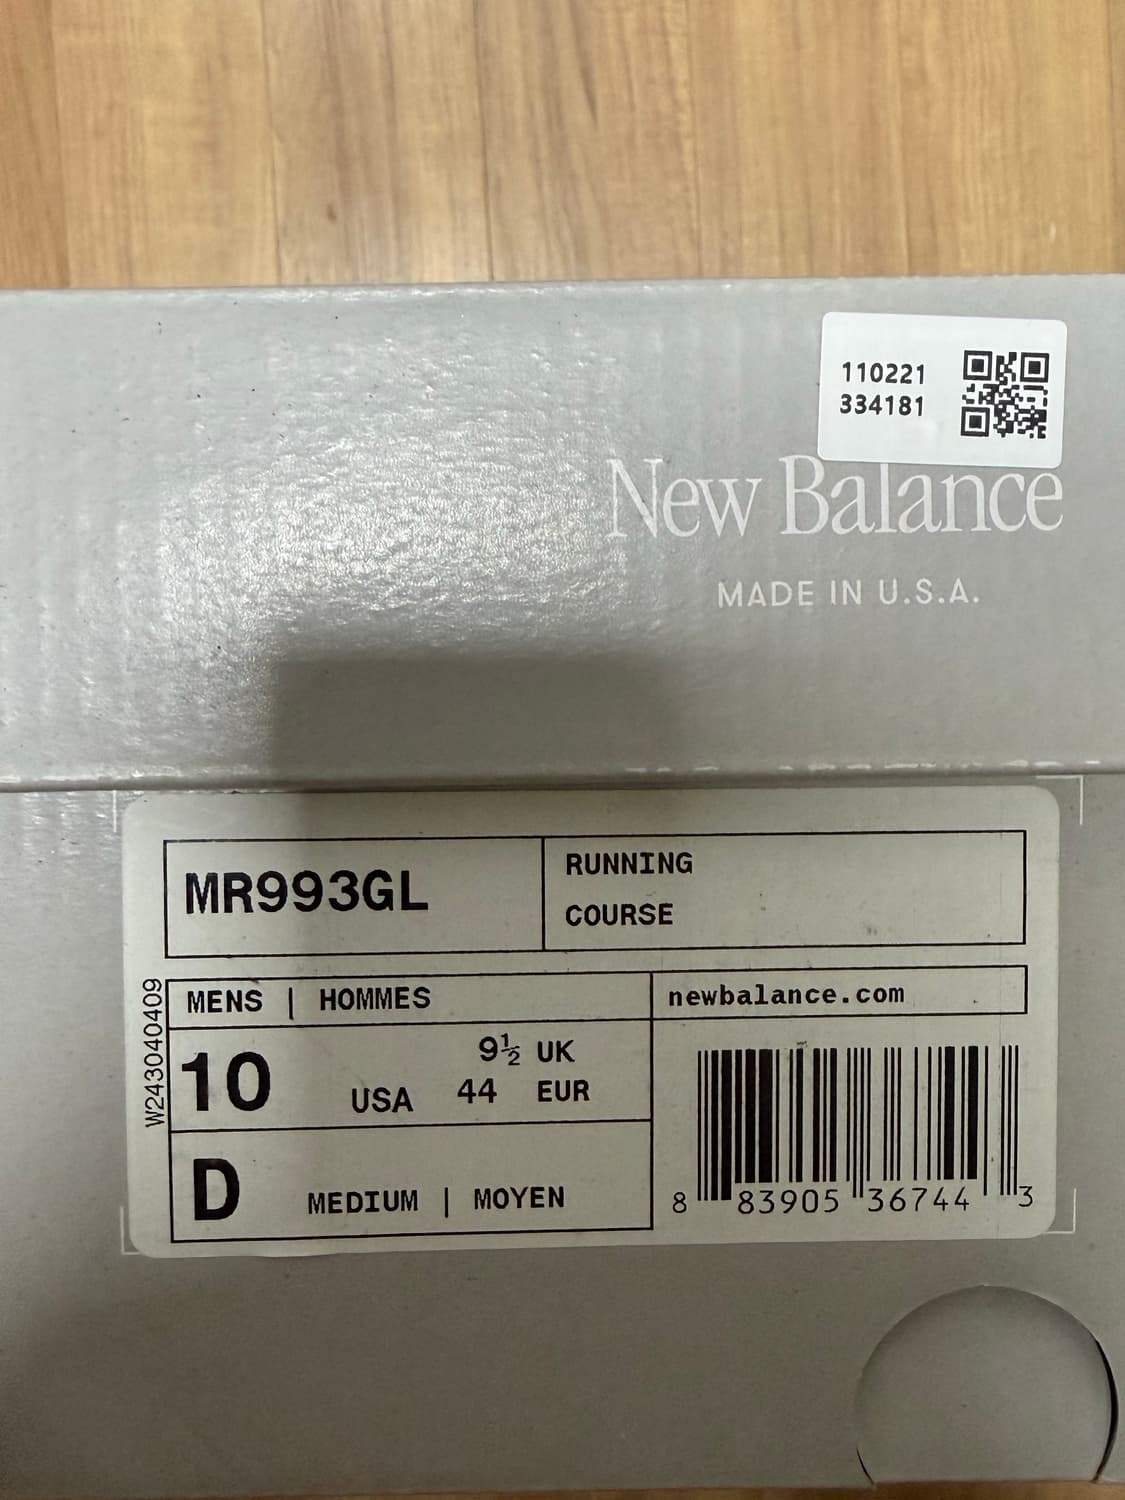 110221
334181
New Balance
MADE IN U.S.A.
MR993GL
RUNNING
COURSE
W243040409
MENS | HOMMES
newbalance.com
10 USA
9½ UK
44 EUR
D MEDIUM | MOYEN
8 83905 36744 3